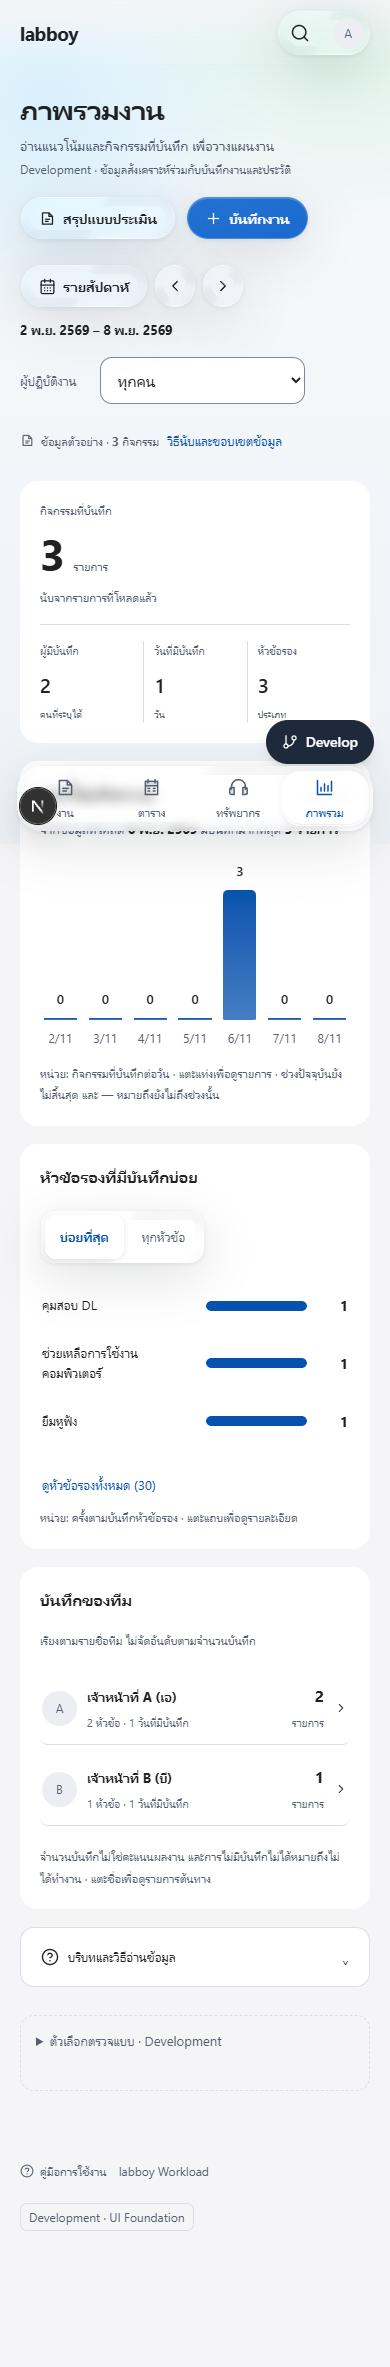 labboy
A
ภาพรวมงาน
อ่านแนวโน้มและกิจกรรมที่บันทึก เพื่อวางแผนงาน
Development · ข้อมูลสังเคราะห์ร่วมกับบันทึกงานและประวัติ
สรุปแบบประเมิน
บันทึกงาน
รายสัปดาห์
2 พ.ย. 2569 – 8 พ.ย. 2569
ผู้ปฏิบัติงาน
ทุกคน
ข้อมูลตัวอย่าง · 3 กิจกรรม วิธีนับและขอบเขตข้อมูล
กิจกรรมที่บันทึก
3 รายการ
นับจากรายการที่โหลดแล้ว
ผู้มีบันทึก วันที่มีบันทึก หัวข้อรอง
2 1 3
คนที่ระบุได้ วัน ประเภท
Develop
N
งาน ตาราง ทรัพยากร ภาพรวม
3
0 0 0 0 0 0
2/11 3/11 4/11 5/11 6/11 7/11 8/11
หน่วย: กิจกรรมที่บันทึกต่อวัน · แตะแท่งเพื่อดูรายการ · ช่วงปัจจุบันยัง
ไม่สิ้นสุด และ — หมายถึงยังไม่ถึงช่วงนั้น
หัวข้อรองที่มีบันทึกบ่อย
บ่อยที่สุด ทุกหัวข้อ
คุมสอบ DL 1
ช่วยเหลือการใช้งาน
คอมพิวเตอร์ 1
ยืมหูฟัง 1
ดูหัวข้อรองทั้งหมด (30)
หน่วย: ครั้งตามบันทึกหัวข้อรอง · แตะแถบเพื่อดูรายละเอียด
บันทึกของทีม
เรียงตามรายชื่อทีม ไม่จัดอันดับตามจำนวนบันทึก
A
เจ้าหน้าที่ A (เอ) 2
2 หัวข้อ · 1 วันที่มีบันทึก รายการ
B
เจ้าหน้าที่ B (บี) 1
1 หัวข้อ · 1 วันที่มีบันทึก รายการ
จำนวนบันทึกไม่ใช่คะแนนผลงาน และการไม่มีบันทึกไม่ได้หมายถึงไม่
ได้ทำงาน · แตะชื่อเพื่อดูรายการต้นทาง
บริบทและวิธีอ่านข้อมูล
ตัวเลือกตรวจแบบ · Development
คู่มือการใช้งาน labboy Workload
Development · UI Foundation